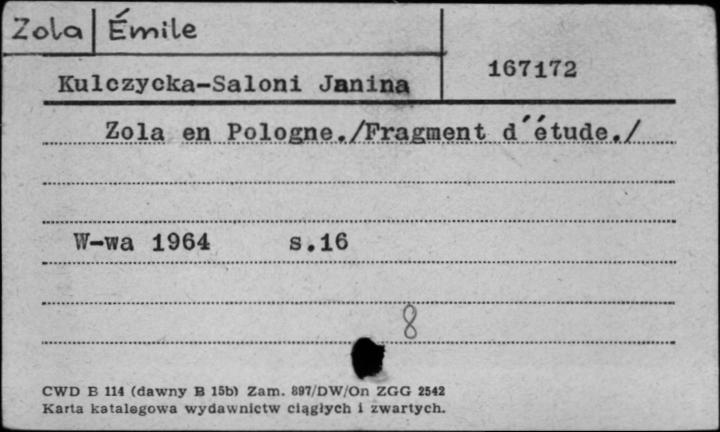 Zola Émile
Kulczycka-Saloni Janina
167172
Zola en Pologne./Fragment d´étude./
W-wa 1964 s.16
8
CWD B 114 (dawny B 15b) Zam. 897/DW/On ZGG 2542
Karta katalogowa wydawnictw ciągłych i zwartych.